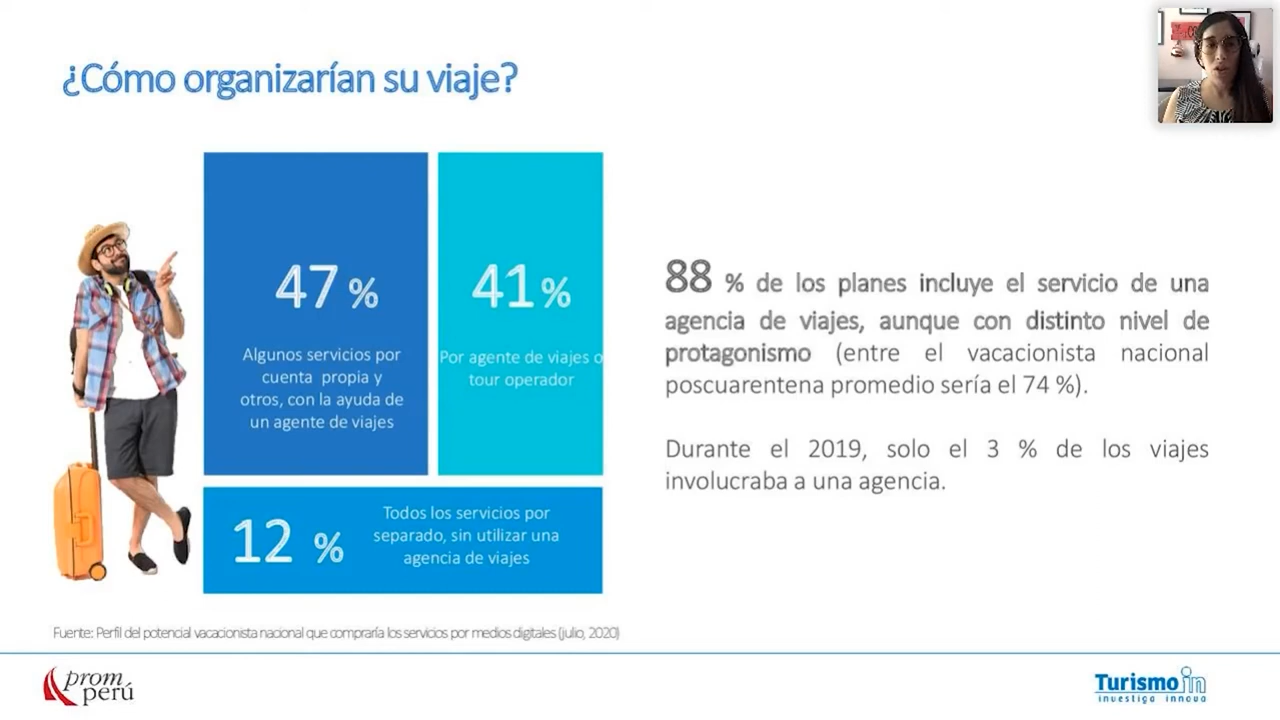 ¿Cómo organizarían su viaje?
47 %
Algunos servicios por
cuenta propia y
otros, con la ayuda de
un agente de viajes
41%
Por agente de viajes o
tour operador
12 %
Todos los servicios por
separado, sin utilizar una
agencia de viajes
88 % de los planes incluye el servicio de una
agencia de viajes, aunque con distinto nivel de
protagonismo (entre el vacacionista nacional
poscuarentena promedio sería el 74 %).
Durante el 2019, solo el 3 % de los viajes
involucraba a una agencia.
Fuente: Perfil del potencial vacacionista nacional que compraría los servicios por medios digitales (julio, 2020)
prom
perú
Turismo in
investiga innova